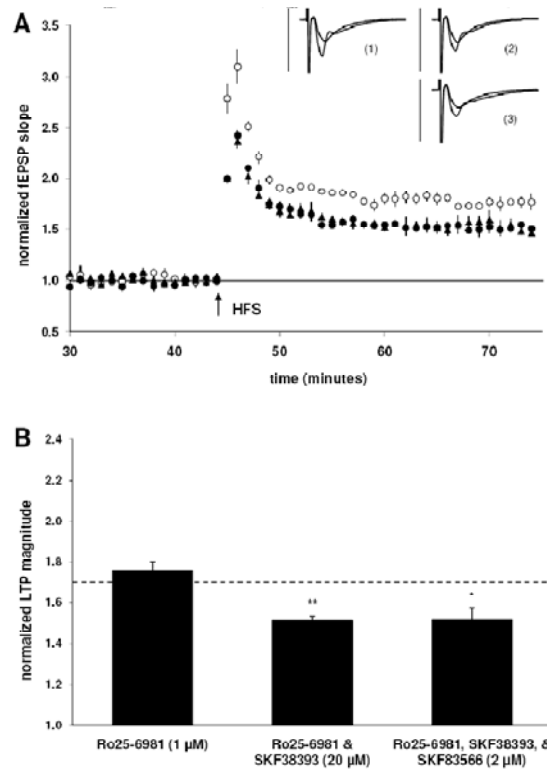 A
3.5
3.0
2.5
2.0
1.5
1.0
0.5
normalized fEPSP slope
(1)
(2)
(3)
HFS
30
40
50
60
70
time (minutes)
B
2.4
2.2
2.0
1.8
1.6
1.4
1.2
1.0
normalized LTP magnitude
**
*
Ro25-6981 (1 µM)
Ro25-6981 &
SKF38393 (20 µM)
Ro25-6981, SKF38393, &
SKF83566 (2 µM)